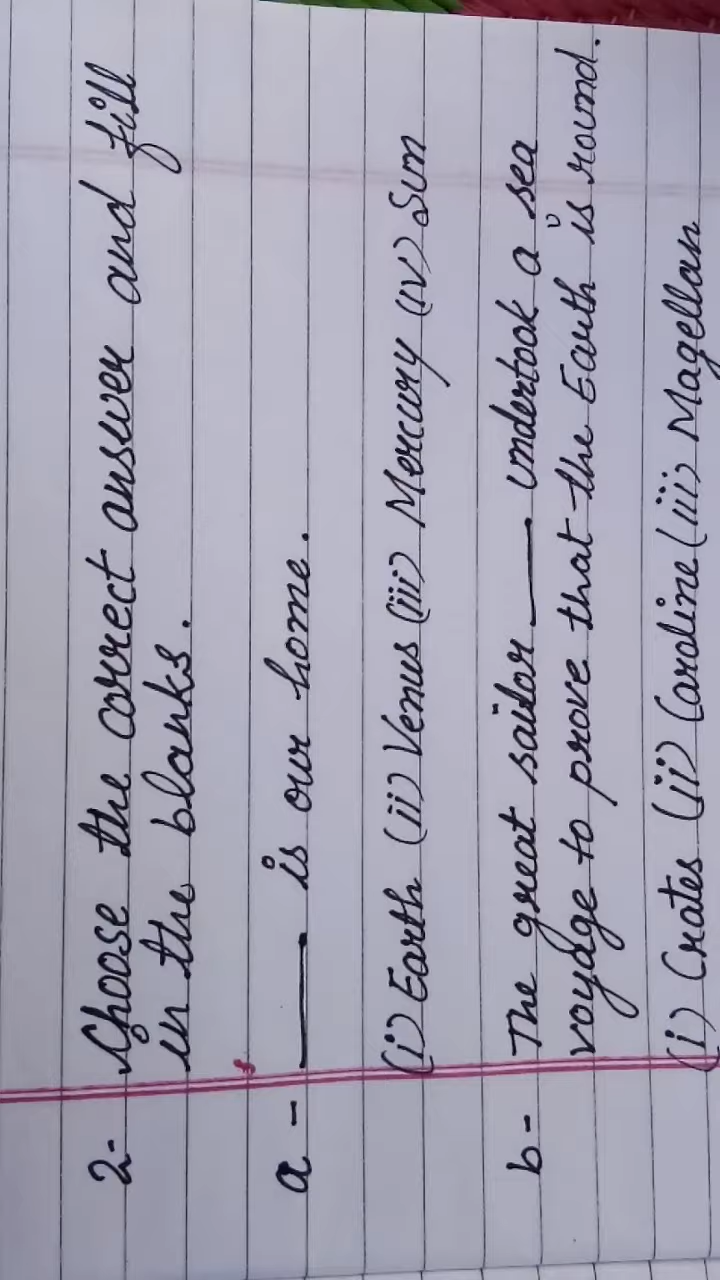 2- Choose the correct answer and fill
in the blanks.
a - ____ is our home.
(i) Earth (ii) Venus (iii) Mercury (iv) Sun
b- The great sailor ____ undertook a sea
voyage to prove that the Earth is round.
(i) Crates (ii) Caroline (iii) Magellan